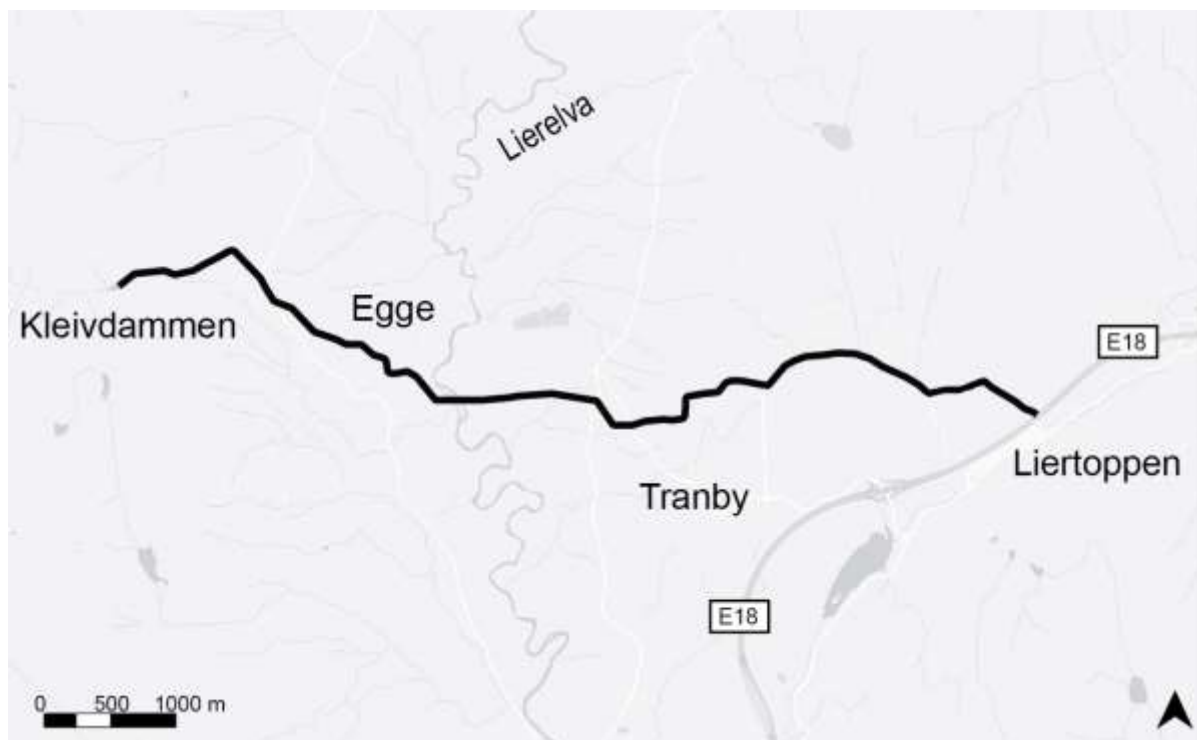 Lierelva
Egge
Kleivdammen
E18
Liertoppen
Tranby
E18
0 500 1000 m